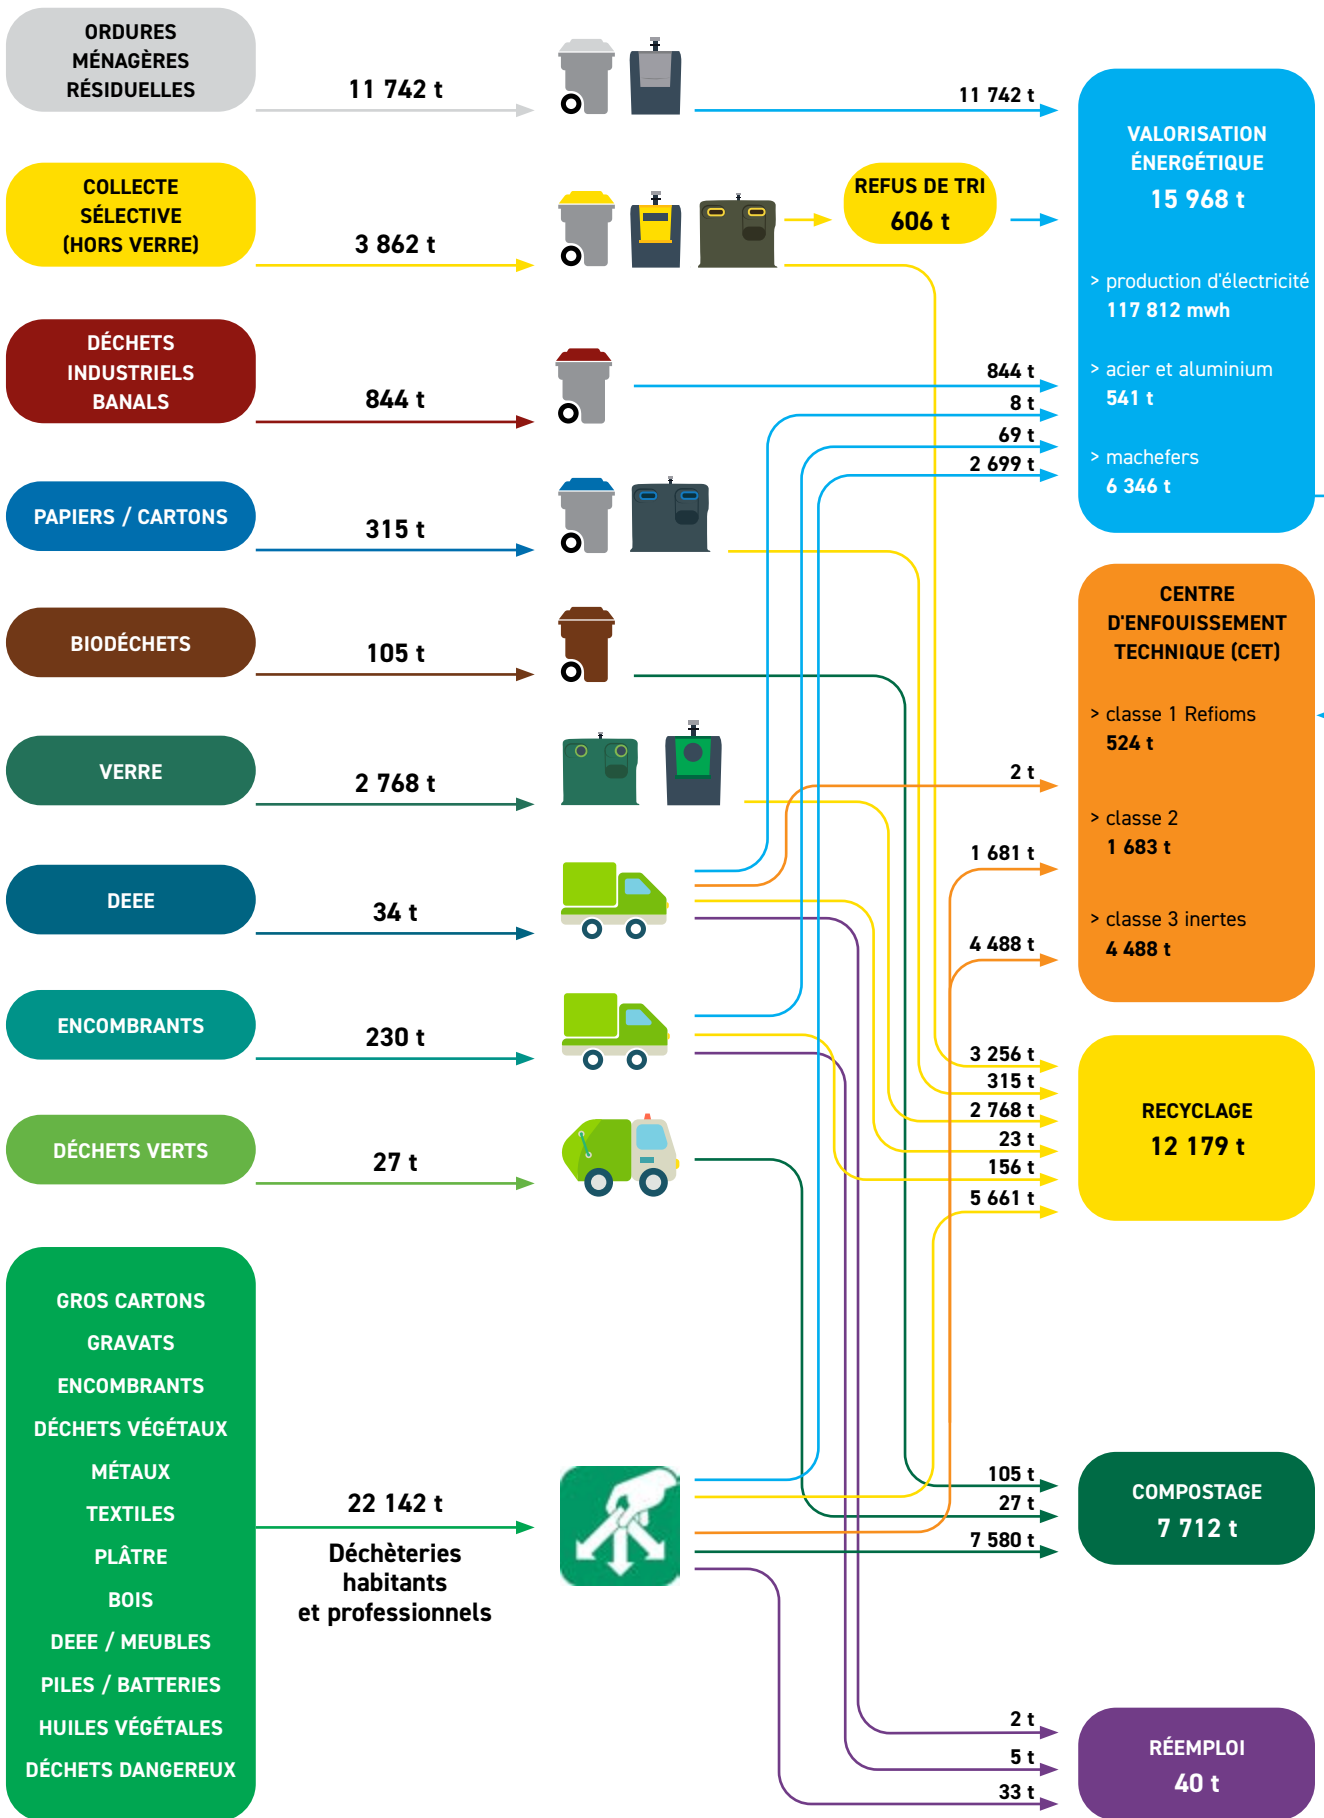 ORDURES
MÉNAGÈRES
RÉSIDUELLES
11 742 t
11 742 t
VALORISATION
ÉNERGÉTIQUE
15 968 t
> production d'électricité
117 812 mwh
> acier et aluminium
541 t
> machefers
6 346 t
COLLECTE
SÉLECTIVE
(HORS VERRE)
3 862 t
REFUS DE TRI
606 t
DÉCHETS
INDUSTRIELS
BANALS
844 t
844 t
8 t
69 t
2 699 t
PAPIERS / CARTONS
315 t
BIODÉCHETS
105 t
CENTRE
D'ENFOUISSEMENT
TECHNIQUE (CET)
> classe 1 Refioms
524 t
> classe 2
1 683 t
> classe 3 inertes
4 488 t
VERRE
2 768 t
2 t
1 681 t
4 488 t
DEEE
34 t
ENCOMBRANTS
230 t
3 256 t
315 t
2 768 t
23 t
156 t
5 661 t
RECYCLAGE
12 179 t
DÉCHETS VERTS
27 t
GROS CARTONS
GRAVATS
ENCOMBRANTS
DÉCHETS VÉGÉTAUX
MÉTAUX
TEXTILES
PLÂTRE
BOIS
DEEE / MEUBLES
PILES / BATTERIES
HUILES VÉGÉTALES
DÉCHETS DANGEREUX
22 142 t
Déchèteries
habitants
et professionnels
105 t
27 t
7 580 t
COMPOSTAGE
7 712 t
2 t
5 t
33 t
RÉEMPLOI
40 t